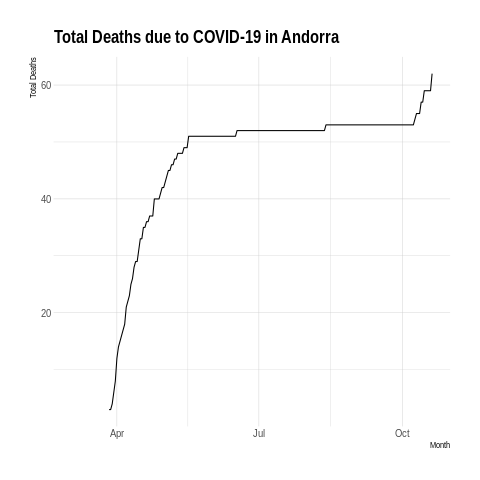 Total Deaths due to COVID-19 in Andorra
Total Deaths
60
40
20
Apr
Jul
Oct
Month